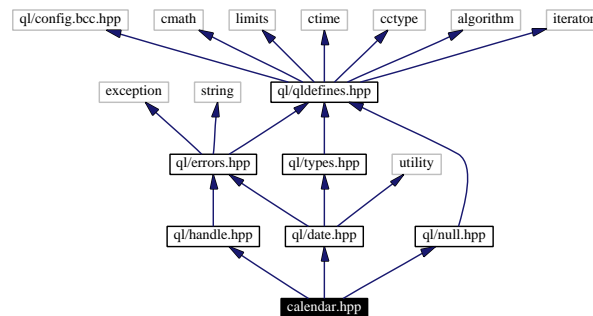 ql/config.bcc.hpp cmath limits ctime cctype algorithm iterator
exception string ql/qldefines.hpp
ql/errors.hpp ql/types.hpp utility
ql/handle.hpp ql/date.hpp ql/null.hpp
calendar.hpp